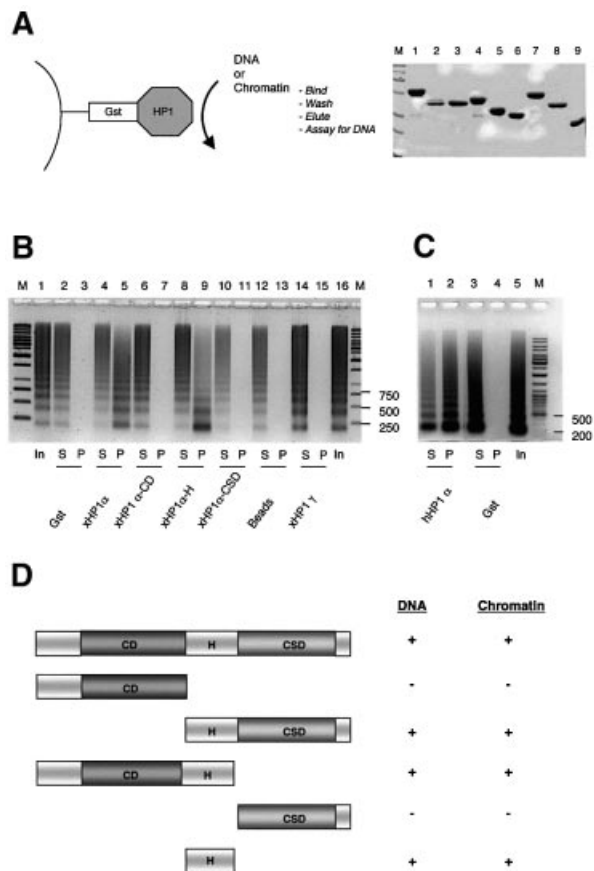 A
Gst
HP1
DNA
or
Chromatin
- Bind
- Wash
- Elute
- Assay for DNA
M 1 2 3 4 5 6 7 8 9
B
M 1 2 3 4 5 6 7 8 9 10 11 12 13 14 15 16 M
750
500
250
In S P S P S P S P S P S P S P In
Gst
xHP1α
xHP1 α-CD
xHP1α-H
xHP1α-CSD
Beads
xHP1 γ
C
1 2 3 4 5 M
500
200
S P S P In
hHP1 α
Gst
D
DNA Chromatin
CD H CSD + +
CD - -
H CSD + +
CD H + +
CSD - -
H + +